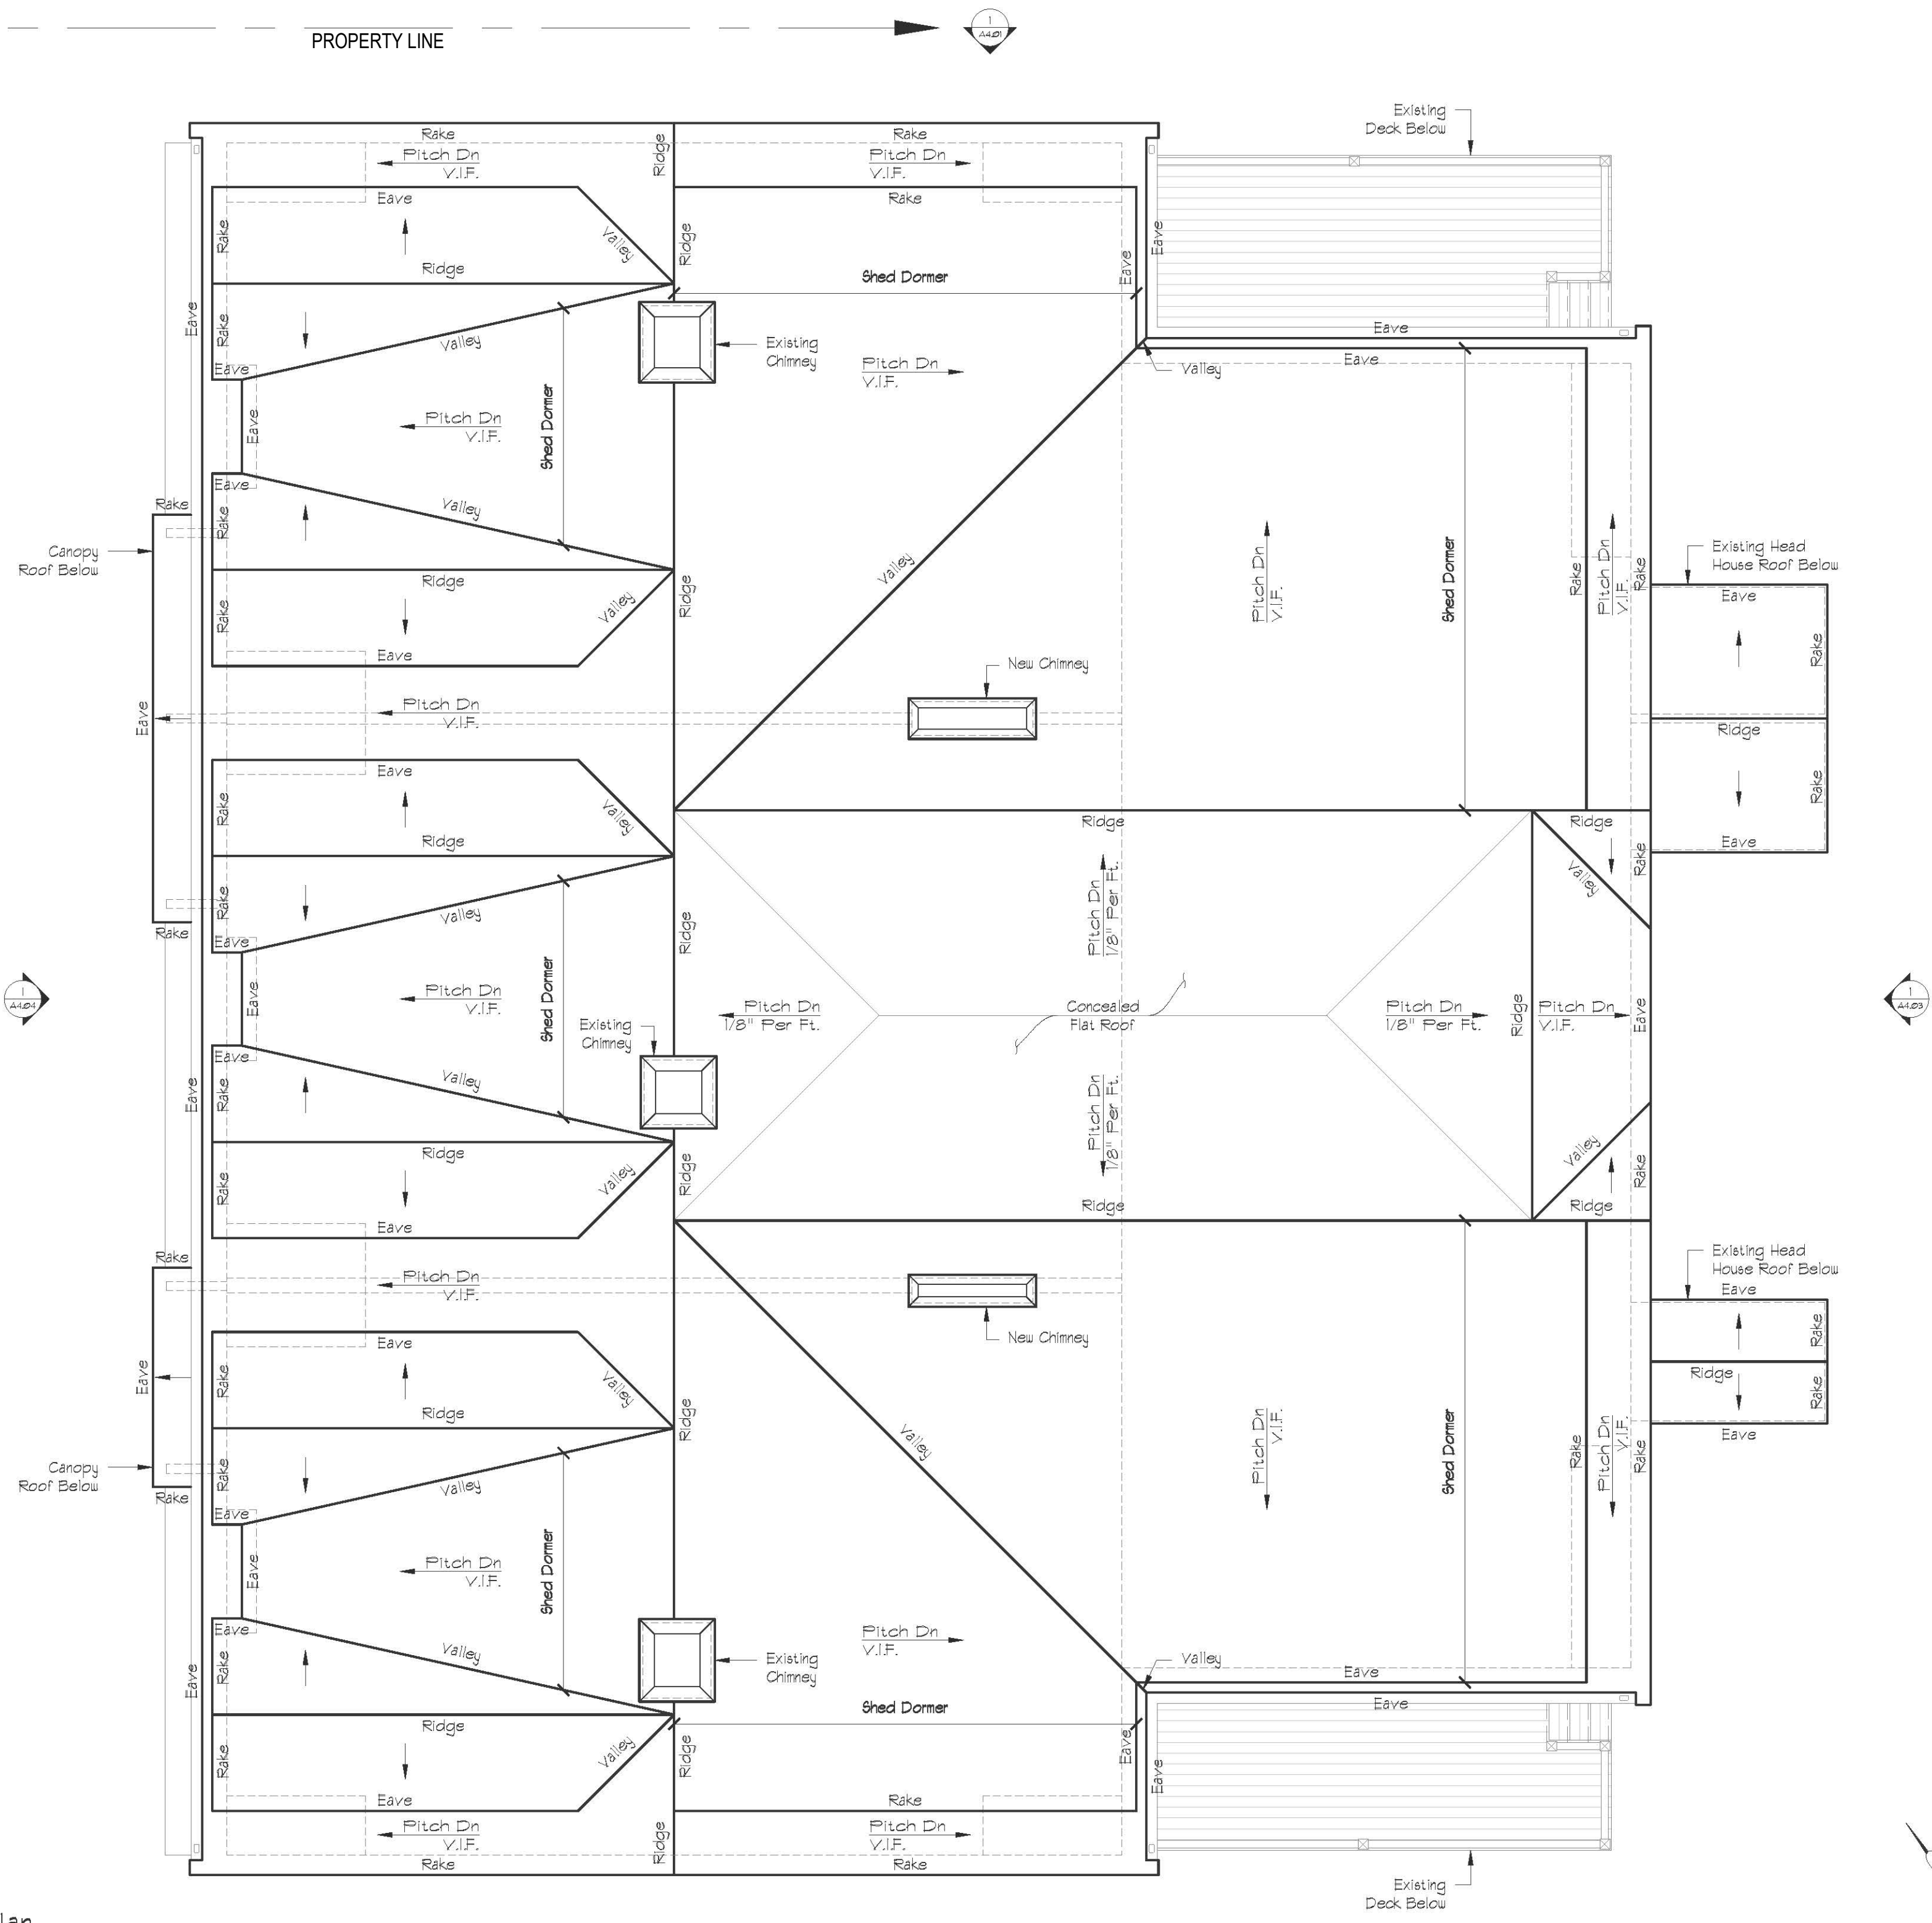 PROPERTY LINE
1
A4.01
Existing
Deck Below
Rake
Rake
Ridge
Pitch Dn
V.I.F.
Pitch Dn
V.I.F.
Eave
Rake
Rake
Valley
Ridge
Eave
Eave
Ridge
Shed Dormer
Eave
Rake
Valley
Existing
Chimney
Eave
Eave
Pitch Dn
V.I.F.
Valley
Eave
Shed Dormer
Pitch Dn
V.I.F.
Eave
Eave
Rake
Valley
Rake
Canopy
Roof Below
Valley
Pitch Dn
V.I.F.
Shed Dormer
Rake
Pitch Dn
V.I.F.
Rake
Existing Head
House Roof Below
Eave
Ridge
Rake
Valley
Ridge
Rake
Eave
New Chimney
Eave
Pitch Dn
V.I.F.
Ridge
Eave
Rake
Valley
Rake
Ridge
Ridge
Ridge
Eave
Rake
Valley
Rake
Valley
Pitch Dn
1/8" Per Ft.
Rake
Ridge
Eave
Shed Dormer
1
A4.04
Eave
Pitch Dn
V.I.F.
Existing
Chimney
Pitch Dn
1/8" Per Ft.
Concealed
Flat Roof
Pitch Dn
1/8" Per Ft.
Ridge
Pitch Dn
V.I.F.
Eave
1
A4.03
Eave
Eave
Rake
Valley
Pitch Dn
1/8" Per Ft.
Ridge
Rake
Valley
Ridge
Valley
Rake
Ridge
Ridge
Eave
Rake
Existing Head
House Roof Below
Eave
Pitch Dn
V.I.F.
New Chimney
Eave
Rake
Ridge
Rake
Eave
Rake
Valley
Ridge
Ridge
Eave
Canopy
Roof Below
Rake
Rake
Valley
Valley
Pitch Dn
V.I.F.
Shed Dormer
Rake
Pitch Dn
V.I.F.
Rake
Eave
Eave
Shed Dormer
Pitch Dn
V.I.F.
Eave
Pitch Dn
V.I.F.
Eave
Rake
Valley
Existing
Chimney
Valley
Eave
Eave
Shed Dormer
Ridge
Rake
Valley
Ridge
Eave
Eave
Eave
Rake
Pitch Dn
V.I.F.
Pitch Dn
V.I.F.
Ridge
Rake
Rake
Existing
Deck Below